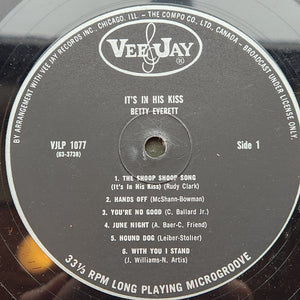 BY ARRANGEMENT WITH VEE JAY RECORDS INC., CHICAGO, ILL - THE COMPO CO. LTD., CANADA - BROADCAST UNDER LICENSE ONLY.
VEE JAY
®
IT'S IN HIS KISS
BETTY EVERETT
VJLP 1077
(63-3738)
Side 1
1. THE SHOOP SHOOP SONG
(It's In His Kiss) (Rudy Clark)
2. HANDS OFF (McShann-Bowman)
3. YOU'RE NO GOOD (C. Ballard Jr.)
4. JUNE NIGHT (A. Baer-C. Friend)
5. HOUND DOG (Leiber-Stolier)
6. WITH YOU I STAND
(J. Williams-N. Artis)
33⅓ RPM LONG PLAYING MICROGROOVE